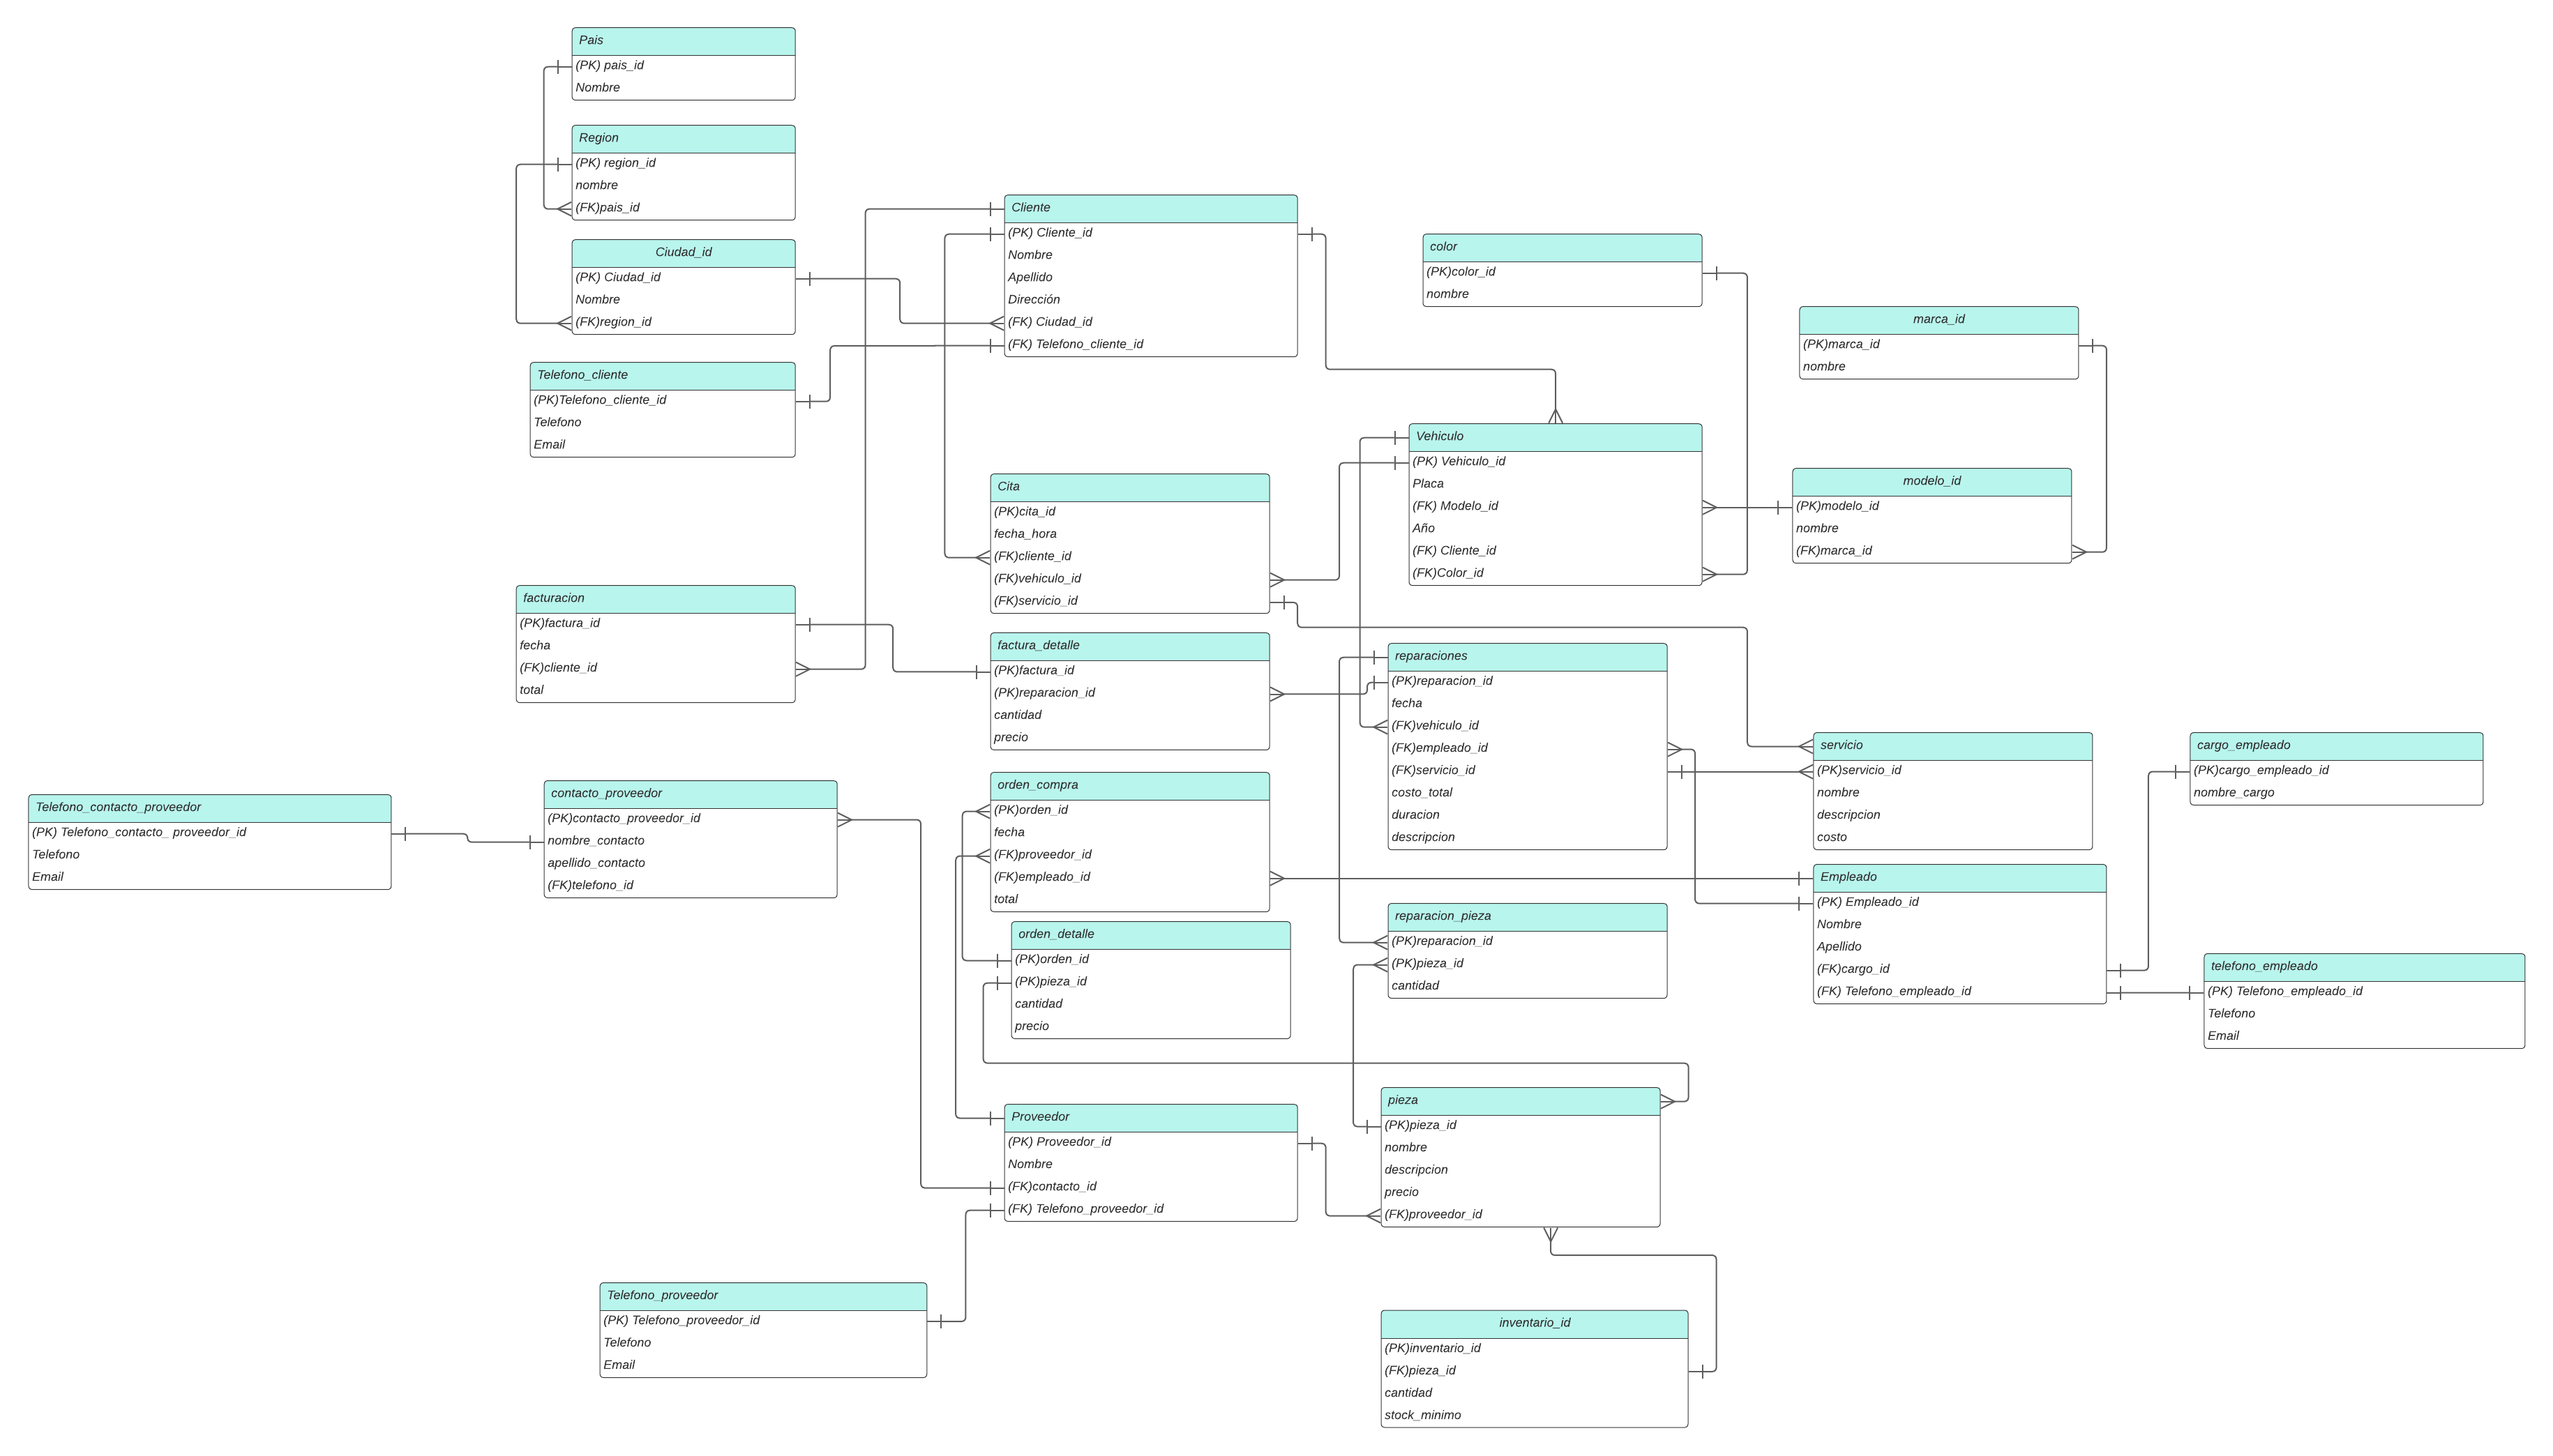 Pais
(PK) pais_id
Nombre
Region
(PK) region_id
nombre
(FK)pais_id
Ciudad_id
(PK) Ciudad_id
Nombre
(FK)region_id
Telefono_cliente
(PK)Telefono_cliente_id
Telefono
Email
Cliente
(PK) Cliente_id
Nombre
Apellido
Dirección
(FK) Ciudad_id
(FK) Telefono_cliente_id
color
(PK)color_id
nombre
marca_id
(PK)marca_id
nombre
Vehiculo
(PK) Vehiculo_id
Placa
(FK) Modelo_id
Año
(FK) Cliente_id
(FK)Color_id
modelo_id
(PK)modelo_id
nombre
(FK)marca_id
Cita
(PK)cita_id
fecha_hora
(FK)cliente_id
(FK)vehiculo_id
(FK)servicio_id
facturacion
(PK)factura_id
fecha
(FK)cliente_id
total
factura_detalle
(PK)factura_id
(PK)reparacion_id
cantidad
precio
reparaciones
(PK)reparacion_id
fecha
(FK)vehiculo_id
(FK)empleado_id
(FK)servicio_id
costo_total
duracion
descripcion
servicio
(PK)servicio_id
nombre
descripcion
costo
cargo_empleado
(PK)cargo_empleado_id
nombre_cargo
Telefono_contacto_proveedor
(PK) Telefono_contacto_ proveedor_id
Telefono
Email
contacto_proveedor
(PK)contacto_proveedor_id
nombre_contacto
apellido_contacto
(FK)telefono_id
orden_compra
(PK)orden_id
fecha
(FK)proveedor_id
(FK)empleado_id
total
orden_detalle
(PK)orden_id
(PK)pieza_id
cantidad
precio
reparacion_pieza
(PK)reparacion_id
(PK)pieza_id
cantidad
Empleado
(PK) Empleado_id
Nombre
Apellido
(FK)cargo_id
(FK) Telefono_empleado_id
telefono_empleado
(PK) Telefono_empleado_id
Telefono
Email
Proveedor
(PK) Proveedor_id
Nombre
(FK)contacto_id
(FK) Telefono_proveedor_id
pieza
(PK)pieza_id
nombre
descripcion
precio
(FK)proveedor_id
Telefono_proveedor
(PK) Telefono_proveedor_id
Telefono
Email
inventario_id
(PK)inventario_id
(FK)pieza_id
cantidad
stock_minimo